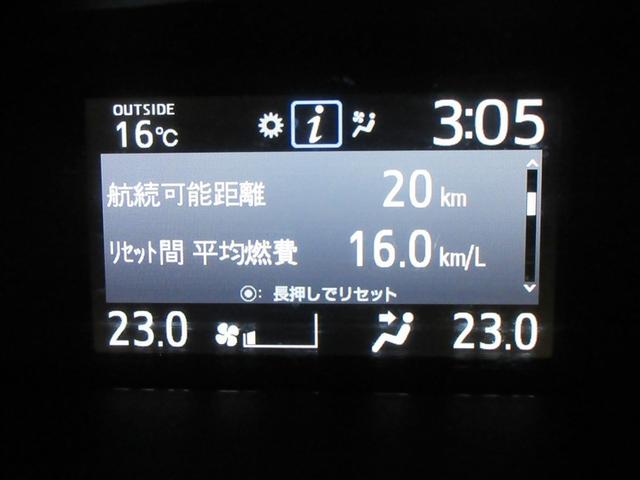 OUTSIDE
16℃
i
3:05
航続可能距離 20 km
ﾘｾｯﾄ間 平均燃費 16.0 km/L
◉: 長押しでリセット
23.0
23.0